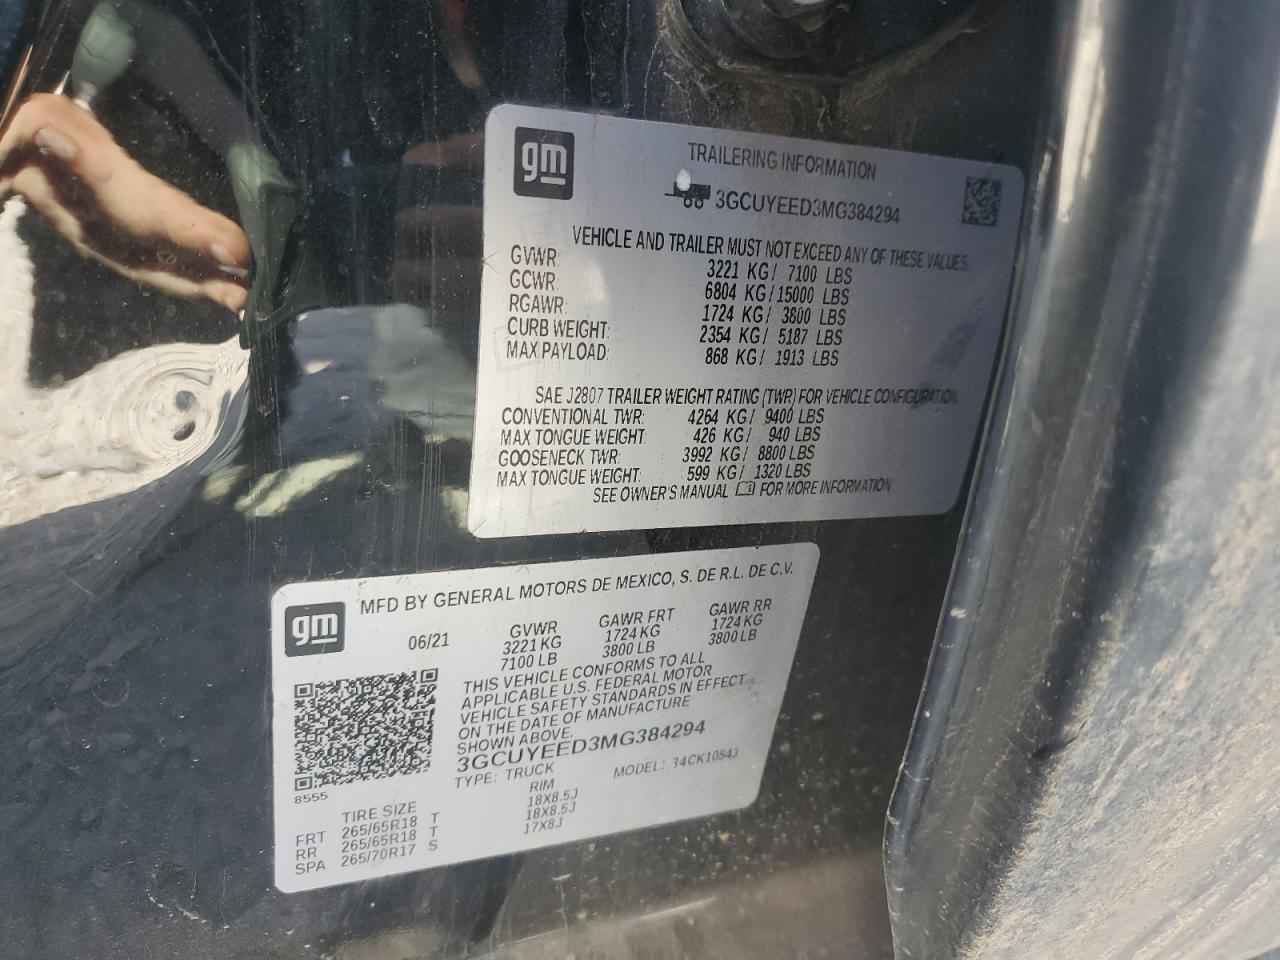 gm
TRAILERING INFORMATION
3GCUYEED3MG384294
VEHICLE AND TRAILER MUST NOT EXCEED ANY OF THESE VALUES.
GVWR: 3221 KG/ 7100 LBS
GCWR: 6804 KG/15000 LBS
RGAWR: 1724 KG/ 3800 LBS
CURB WEIGHT: 2354 KG/ 5187 LBS
MAX PAYLOAD: 868 KG/ 1913 LBS
SAE J2807 TRAILER WEIGHT RATING (TWR) FOR VEHICLE CONFIGURATION.
CONVENTIONAL TWR: 4264 KG/ 9400 LBS
MAX TONGUE WEIGHT: 426 KG/ 940 LBS
GOOSENECK TWR: 3992 KG/ 8800 LBS
MAX TONGUE WEIGHT: 599 KG/ 1320 LBS
SEE OWNER'S MANUAL FOR MORE INFORMATION
gm
MFD BY GENERAL MOTORS DE MEXICO, S. DE R.L. DE C.V.
06/21 GVWR GAWR FRT GAWR RR
3221 KG 1724 KG 1724 KG
7100 LB 3800 LB 3800 LB
THIS VEHICLE CONFORMS TO ALL
APPLICABLE U.S. FEDERAL MOTOR
VEHICLE SAFETY STANDARDS IN EFFECT
ON THE DATE OF MANUFACTURE
SHOWN ABOVE.
3GCUYEED3MG384294
TYPE: TRUCK MODEL: 34CK10543
8555
TIRE SIZE RIM
FRT 265/65R18 T 18X8.5J
RR 265/65R18 T 18X8.5J
SPA 265/70R17 S 17X8J